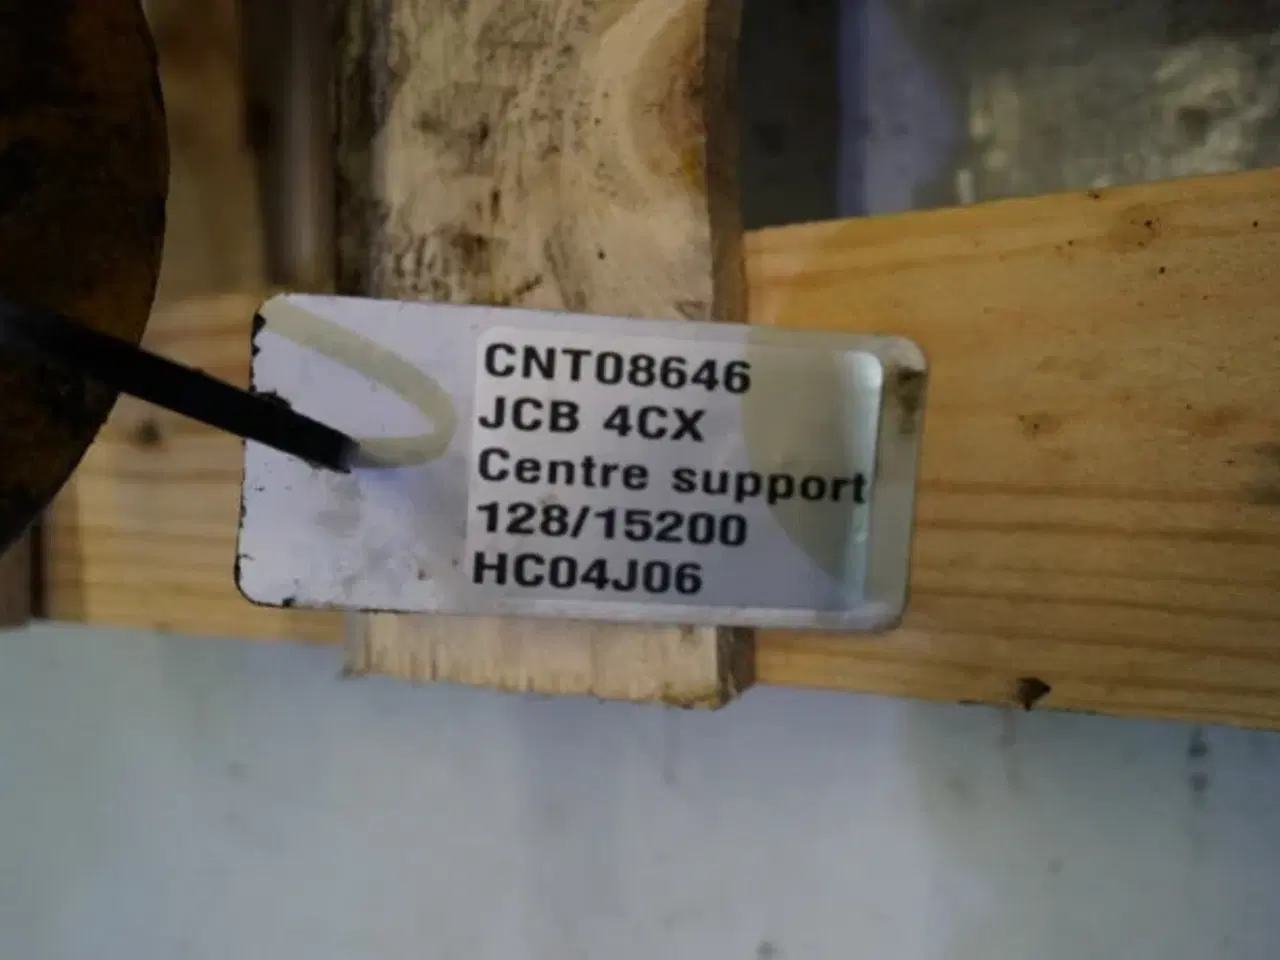 CNT08646
JCB 4CX
Centre support
128/15200
HC04J06